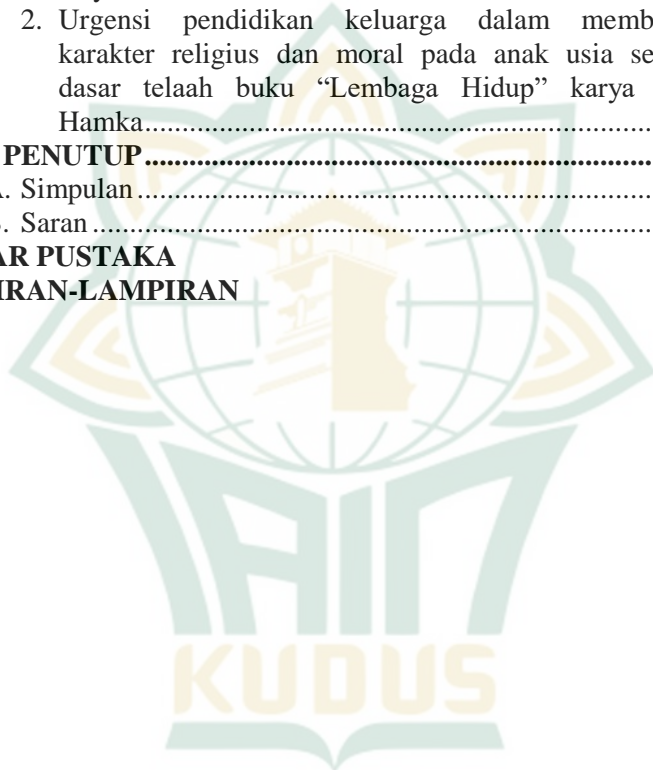 2. Urgensi pendidikan keluarga dalam memb
karakter religius dan moral pada anak usia se
dasar telaah buku “Lembaga Hidup” karya
Hamka.......................................................................
PENUTUP.......................................................................
A. Simpulan.......................................................................
. Saran.......................................................................
AR PUSTAKA
IRAN-LAMPIRAN
IAIN
KUDUS